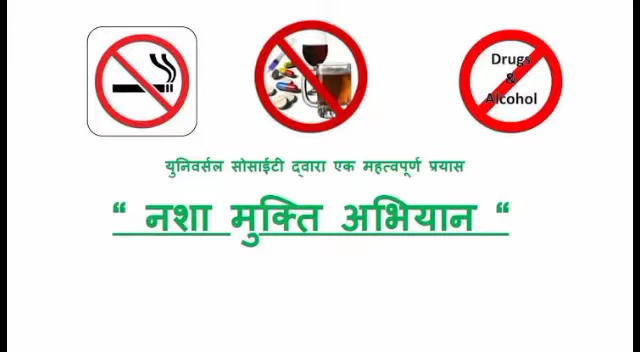 Drugs
&
Alcohol
युनिवर्सल सोसाईटी द्वारा एक महत्वपूर्ण प्रयास
“ नशा मुक्ति अभियान “